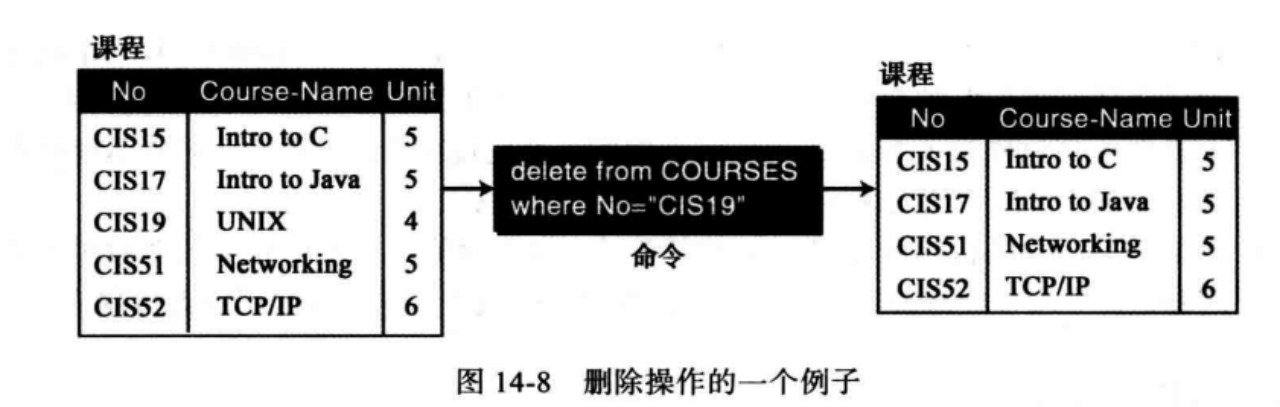 课程
No Course-Name Unit
CIS15 Intro to C 5
CIS17 Intro to Java 5
CIS19 UNIX 4
CIS51 Networking 5
CIS52 TCP/IP 6
delete from COURSES
where No="CIS19"
命令
课程
No Course-Name Unit
CIS15 Intro to C 5
CIS17 Intro to Java 5
CIS51 Networking 5
CIS52 TCP/IP 6
图 14-8 删除操作的一个例子